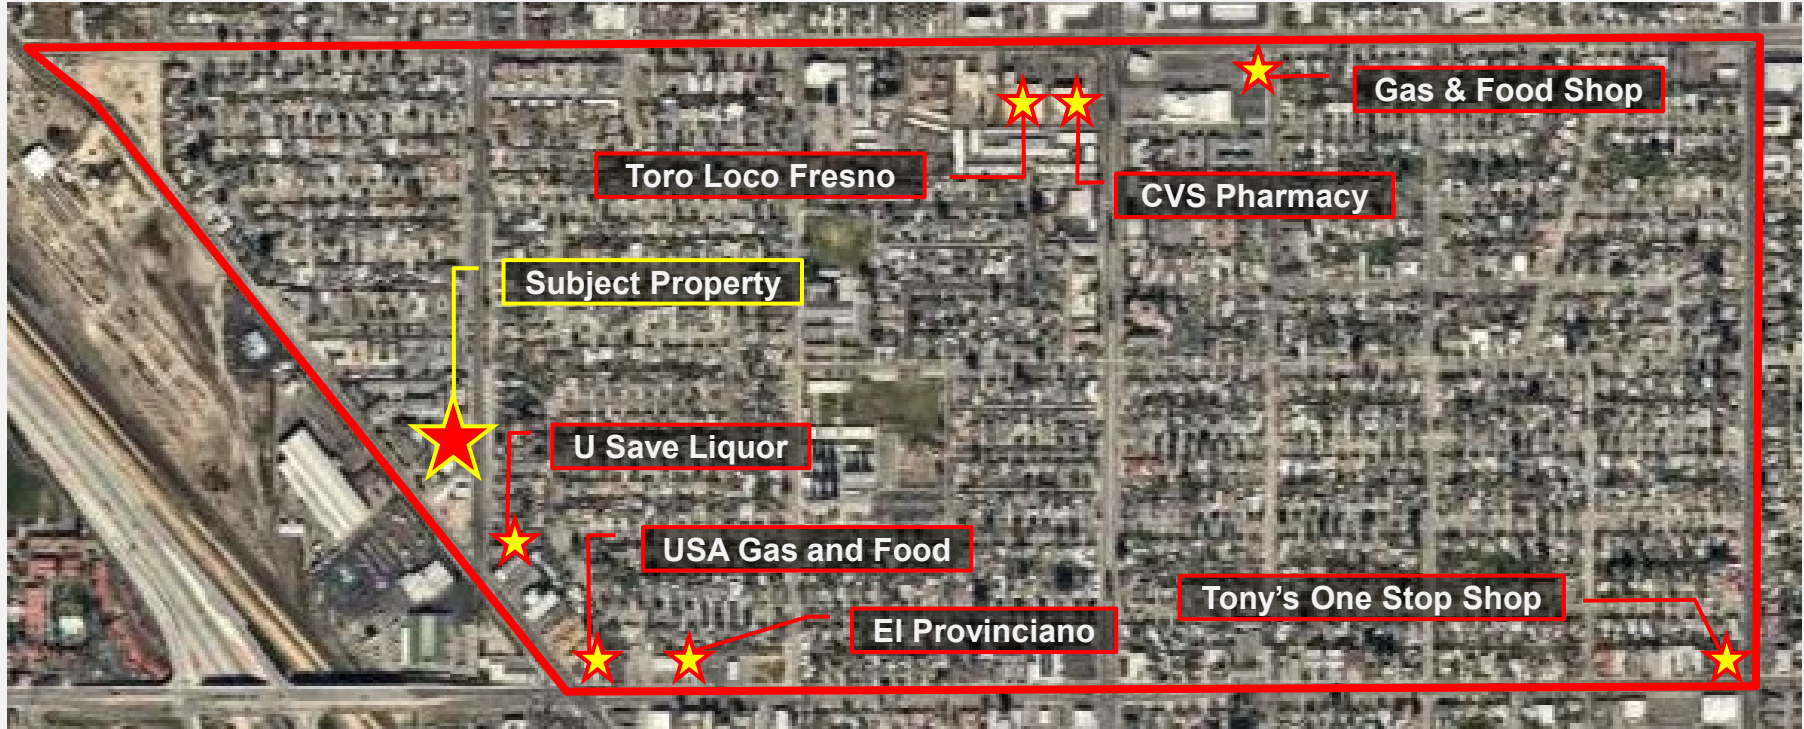 Gas & Food Shop
Toro Loco Fresno
CVS Pharmacy
Subject Property
U Save Liquor
USA Gas and Food
Tony’s One Stop Shop
El Provinciano